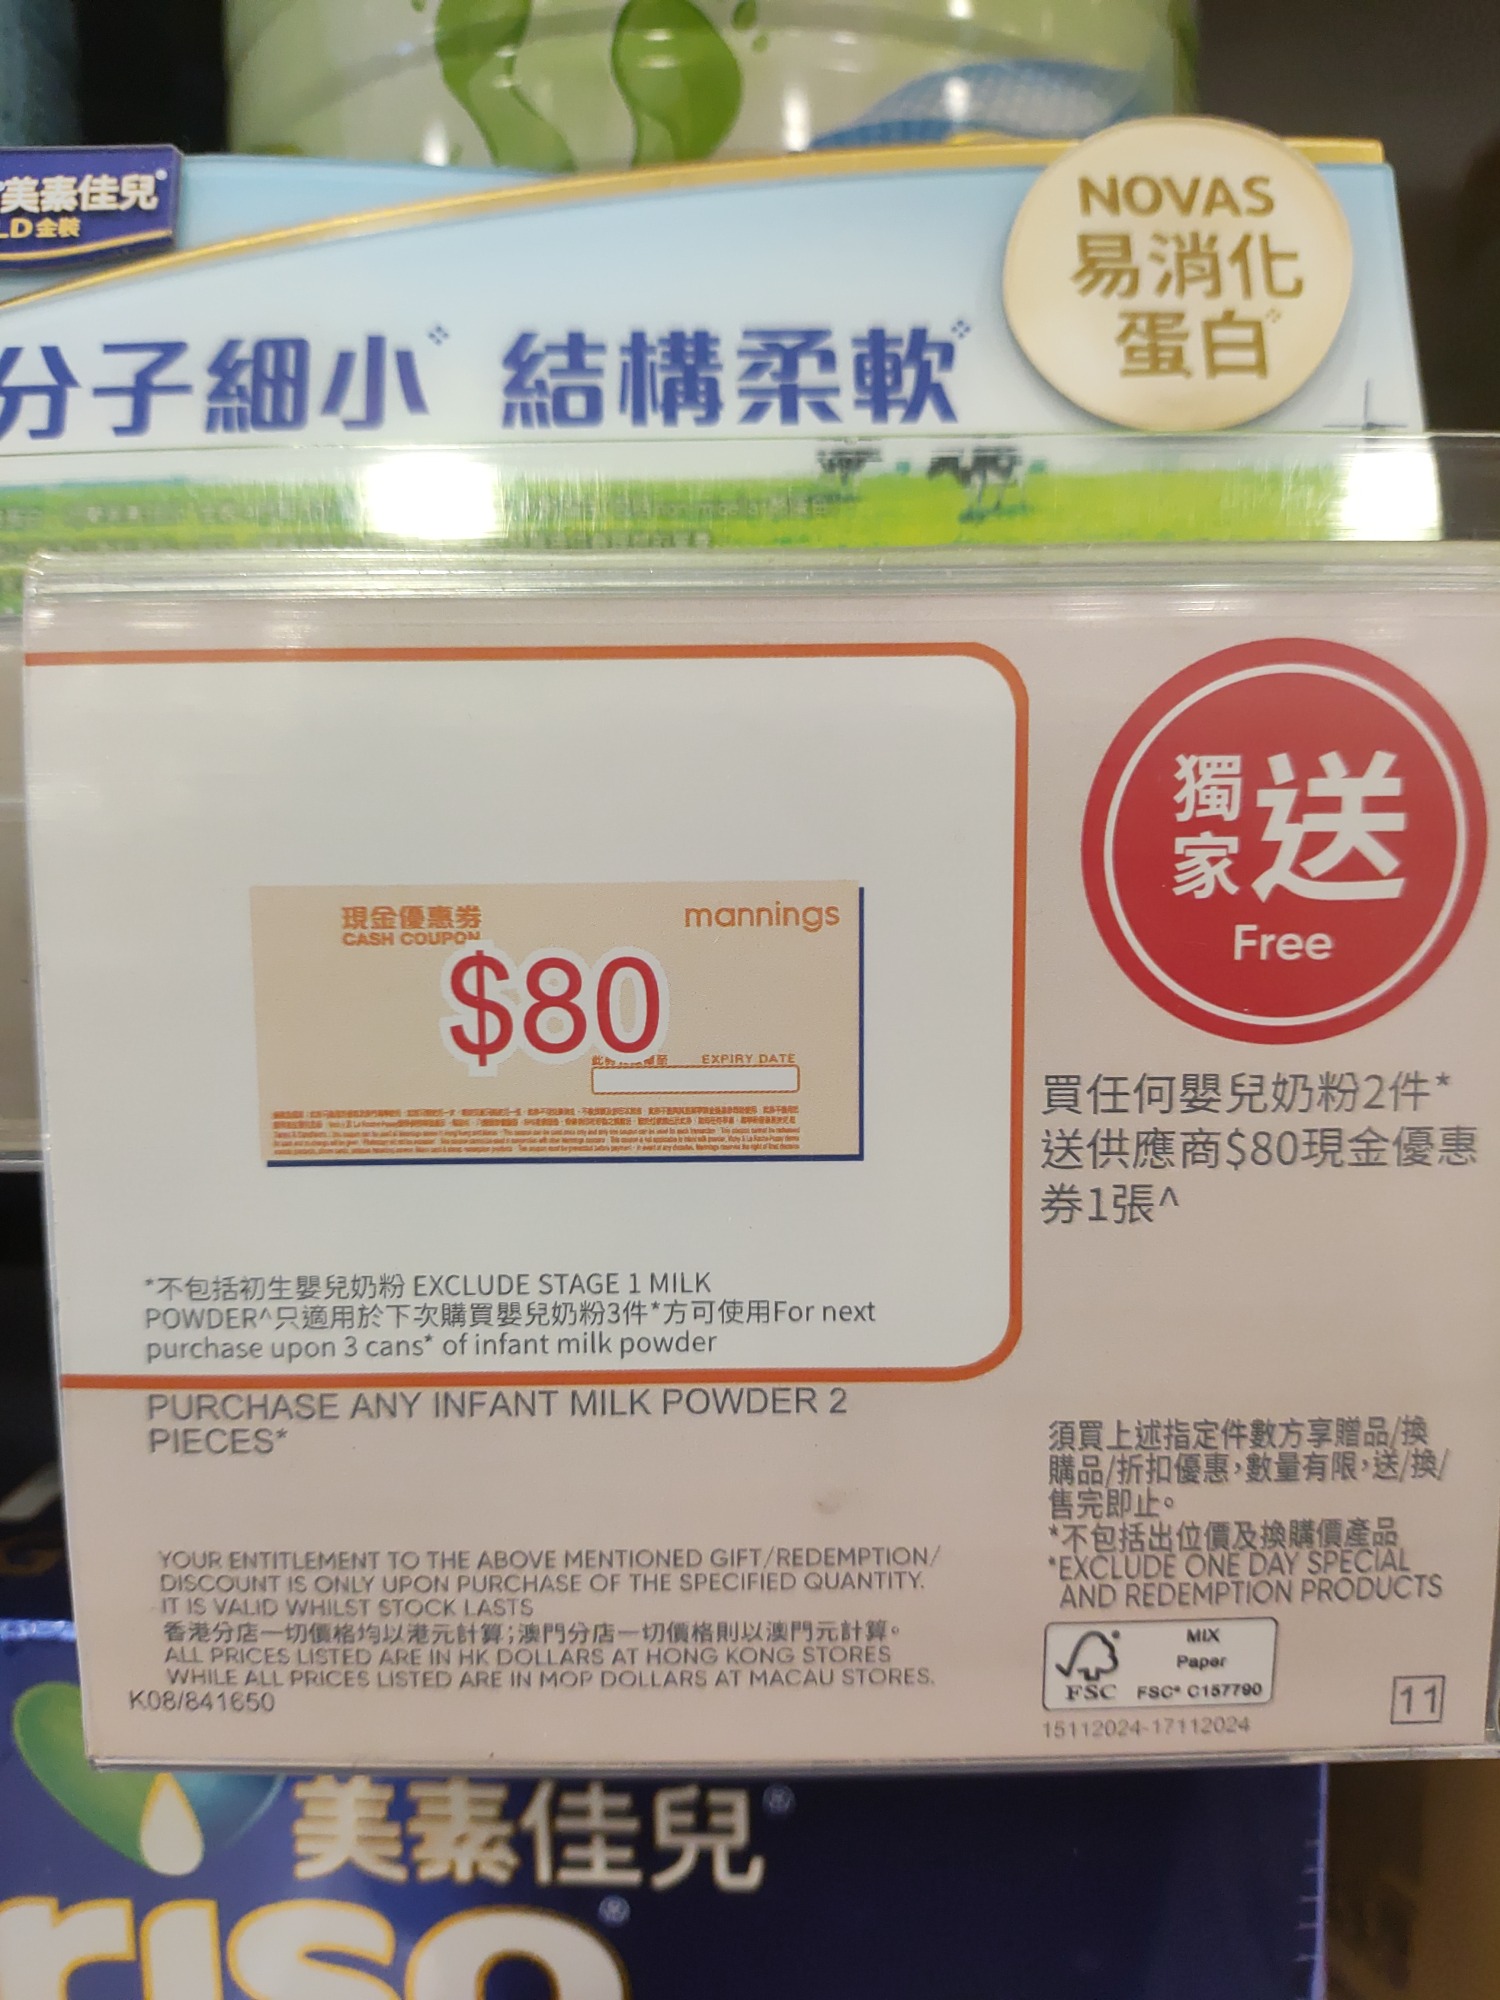 美素佳兒
LD金裝
NOVAS
易消化
蛋白
分子細小 結構柔軟
現金優惠券
CASH COUPON
mannings
$80
EXPIRY DATE
獨家送
Free
買任何嬰兒奶粉2件*
送供應商$80現金優惠
券1張^
*不包括初生嬰兒奶粉 EXCLUDE STAGE 1 MILK
POWDER^只適用於下次購買嬰兒奶粉3件*方可使用For next
purchase upon 3 cans* of infant milk powder
PURCHASE ANY INFANT MILK POWDER 2
PIECES*
須買上述指定件數方享贈品/換
購品/折扣優惠，數量有限，送/換/
售完即止。
*不包括出位價及換購價產品
*EXCLUDE ONE DAY SPECIAL
AND REDEMPTION PRODUCTS
YOUR ENTITLEMENT TO THE ABOVE MENTIONED GIFT/REDEMPTION/
DISCOUNT IS ONLY UPON PURCHASE OF THE SPECIFIED QUANTITY.
IT IS VALID WHILST STOCK LASTS
香港分店一切價格均以港元計算；澳門分店一切價格則以澳門元計算。
ALL PRICES LISTED ARE IN HK DOLLARS AT HONG KONG STORES
WHILE ALL PRICES LISTED ARE IN MOP DOLLARS AT MACAU STORES.
K08/841650
MIX
Paper
FSC FSC® C157790
15112024-17112024
11
美素佳兒®
riso®